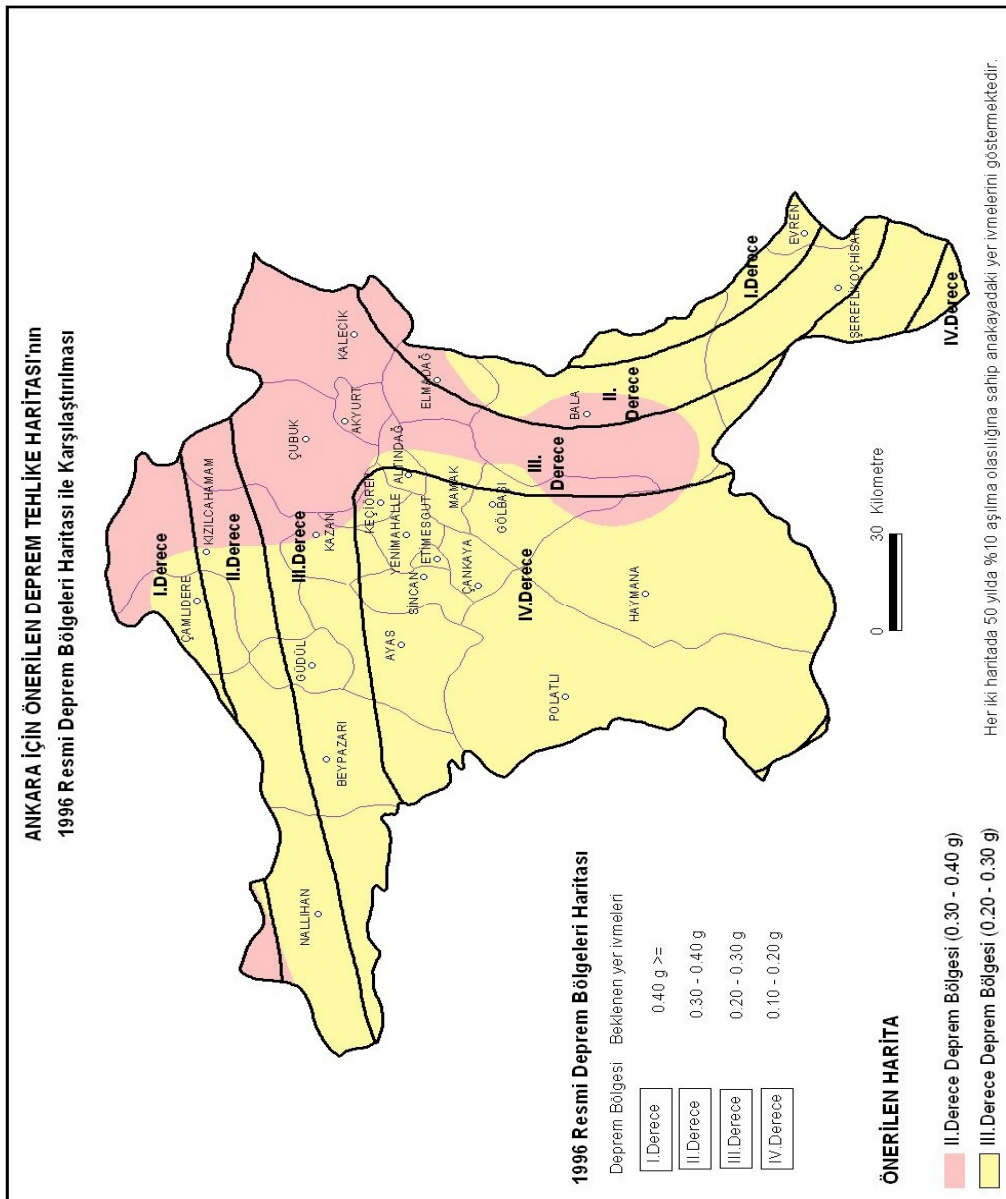 ANKARA İÇİN ÖNERİLEN DEPREM TEHLİKE HARİTASI'nın
1996 Resmi Deprem Bölgeleri Haritası ile Karşılaştırılması
I.Derece
ÇAMLIDERE
KIZILCAHAMAM
II.Derece
NALLIHAN
BEYPAZARI
GÜDÜL
III.Derece
KAZAN
ÇUBUK
AKYURT
KALECİK
AYAS
SİNCAN
YENİMAHALLE
KEÇİÖREN
ETİMESGUT
ALTINDAĞ
ELMADAĞ
ÇANKAYA
MAMAK
GÖLBAŞI
IV.Derece
POLATLI
HAYMANA
III.
Derece
BALA
II.
Derece
I.Derece
EVREN
ŞEREFLİKOÇHİSAR
IV.Derece
0
30 Kilometre
1996 Resmi Deprem Bölgeleri Haritası
Deprem Bölgesi Beklenen yer ivmeleri
I.Derece 0.40 g >=
II.Derece 0.30 - 0.40 g
III.Derece 0.20 - 0.30 g
IV.Derece 0.10 - 0.20 g
ÖNERİLEN HARİTA
II.Derece Deprem Bölgesi (0.30 - 0.40 g)
III.Derece Deprem Bölgesi (0.20 - 0.30 g)
Her iki haritada 50 yılda %10 aşılma olasılığına sahip anakayadaki yer ivmelerini göstermektedir.